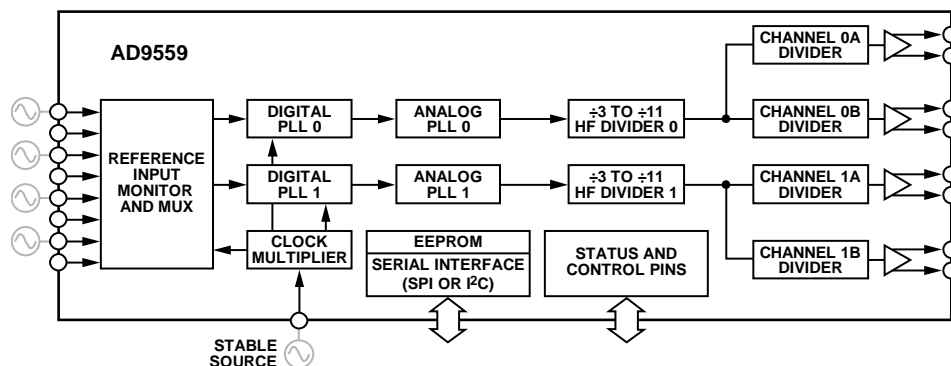 AD9559
REFERENCE
INPUT
MONITOR
AND MUX
DIGITAL
PLL 0
ANALOG
PLL 0
÷3 TO ÷11
HF DIVIDER 0
CHANNEL 0A
DIVIDER
CHANNEL 0B
DIVIDER
DIGITAL
PLL 1
ANALOG
PLL 1
÷3 TO ÷11
HF DIVIDER 1
CHANNEL 1A
DIVIDER
CHANNEL 1B
DIVIDER
CLOCK
MULTIPLIER
EEPROM
SERIAL INTERFACE
(SPI OR I²C)
STATUS AND
CONTROL PINS
STABLE
SOURCE